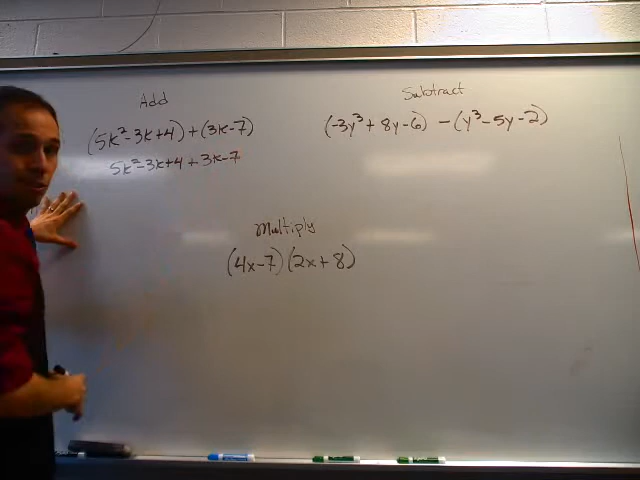 Add
(5k²-3k+4)+(3k-7)
5k²-3k+4+3k-7
Subtract
(-3y³+8y-6) -(y³-5y-2)
Multiply
(4x-7)(2x+8)